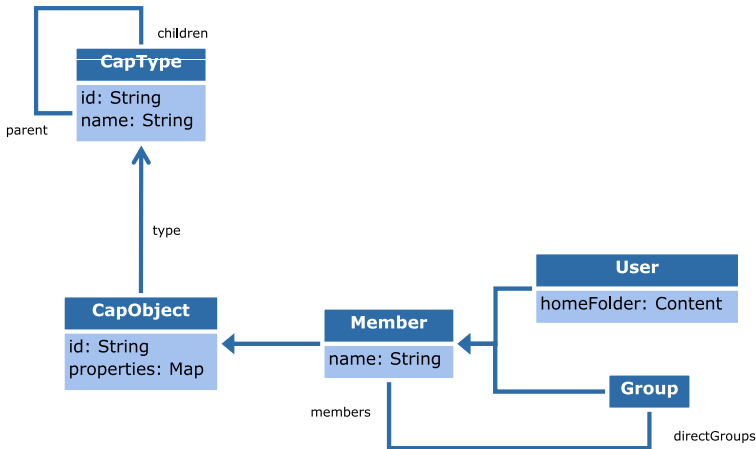 children
CapType
id: String
name: String
parent
type
User
homeFolder: Content
CapObject
id: String
properties: Map
Member
name: String
Group
members
directGroups